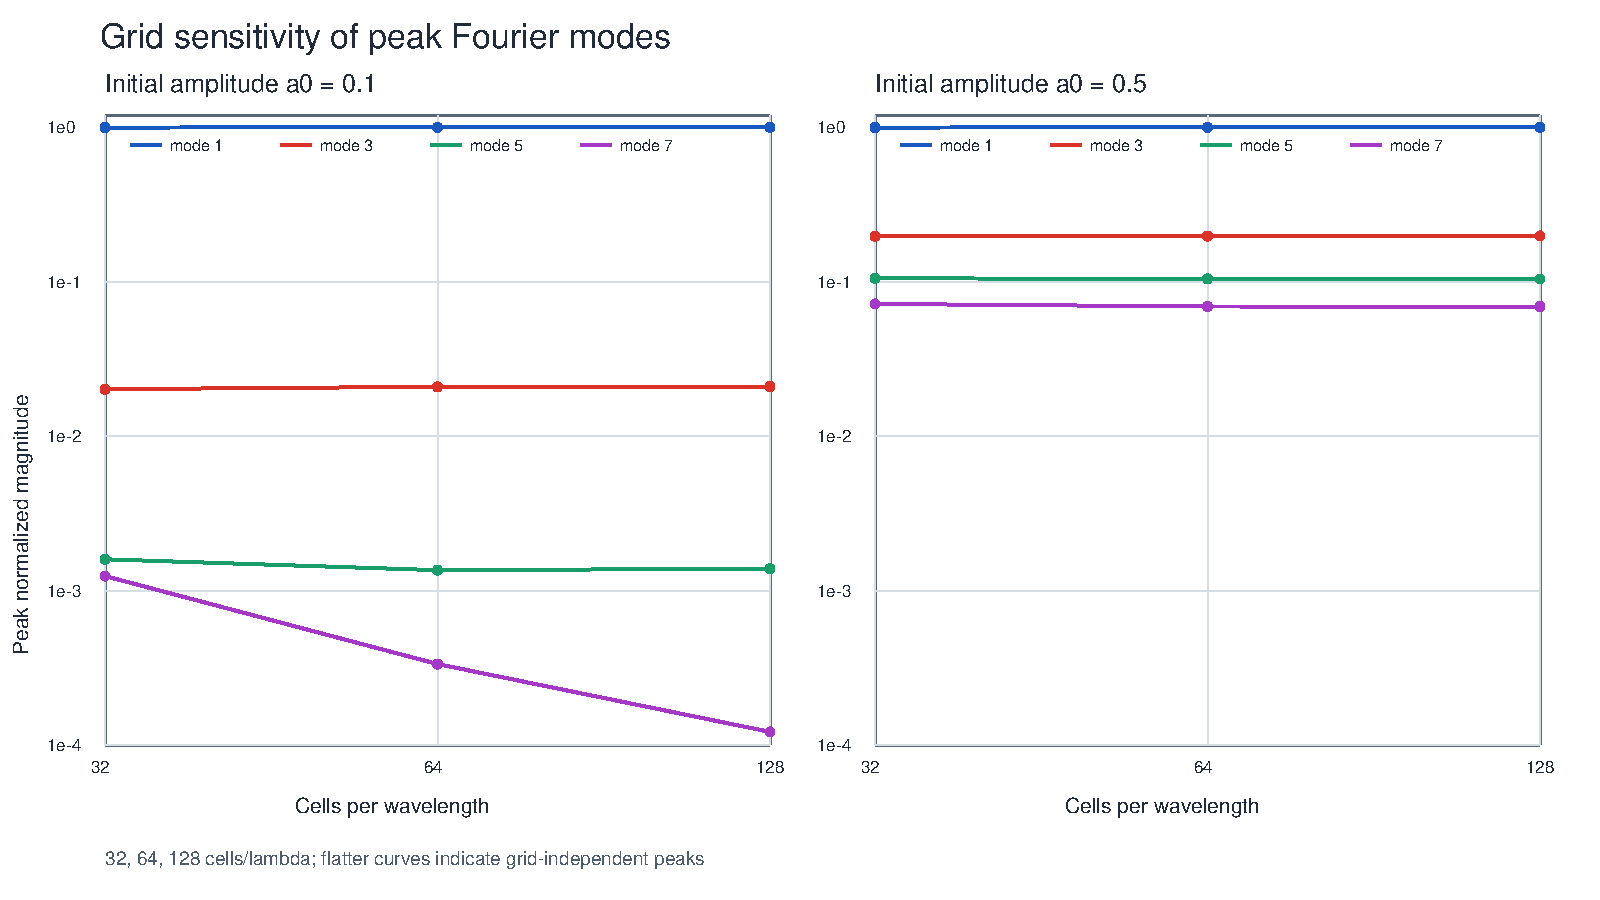 Grid sensitivity of peak Fourier modes
Initial amplitude a0 = 0.1
1e0
mode 1
mode 3
mode 5
mode 7
1e-1
1e-2
1e-3
1e-4
Peak normalized magnitude
32
64
128
Cells per wavelength
Initial amplitude a0 = 0.5
1e0
mode 1
mode 3
mode 5
mode 7
1e-1
1e-2
1e-3
1e-4
32
64
128
Cells per wavelength
32, 64, 128 cells/lambda; flatter curves indicate grid-independent peaks